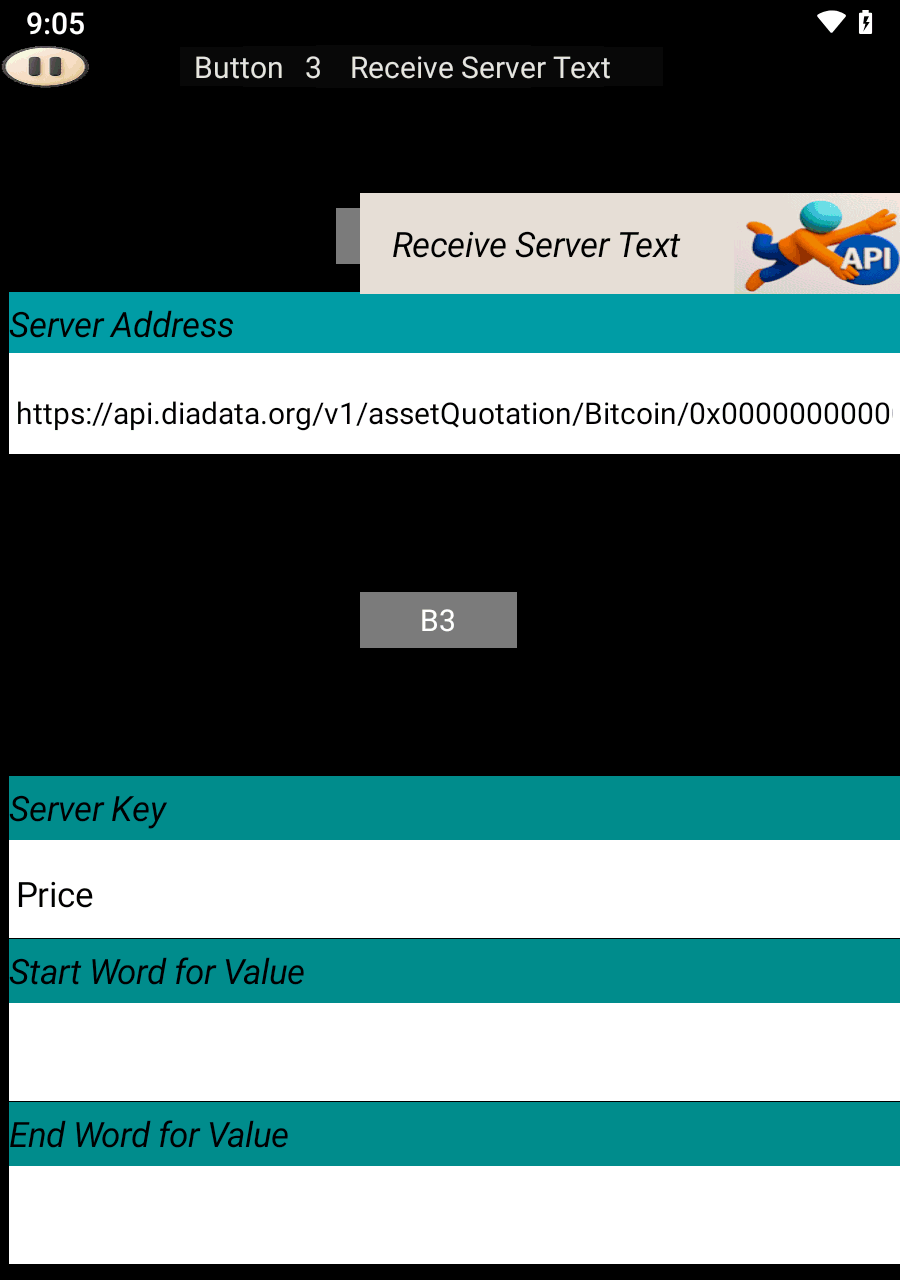 9:05
Button 3 Receive Server Text
Receive Server Text
API
Server Address
https://api.diadata.org/v1/assetQuotation/Bitcoin/0x0000000000
B3
Server Key
Price
Start Word for Value
End Word for Value